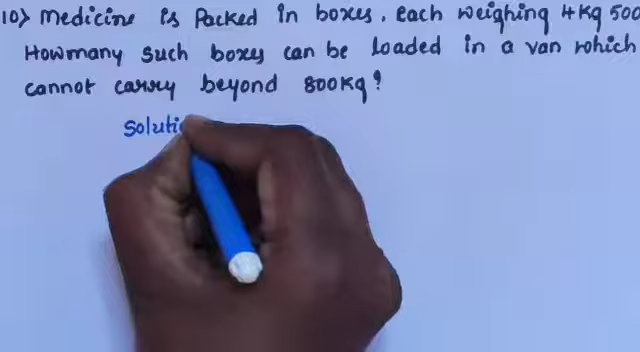 10) Medicine is Packed in boxes, each weighing 4Kg 500
Howmany such boxes can be loaded in a van which
cannot carry beyond 800Kg?
Soluti